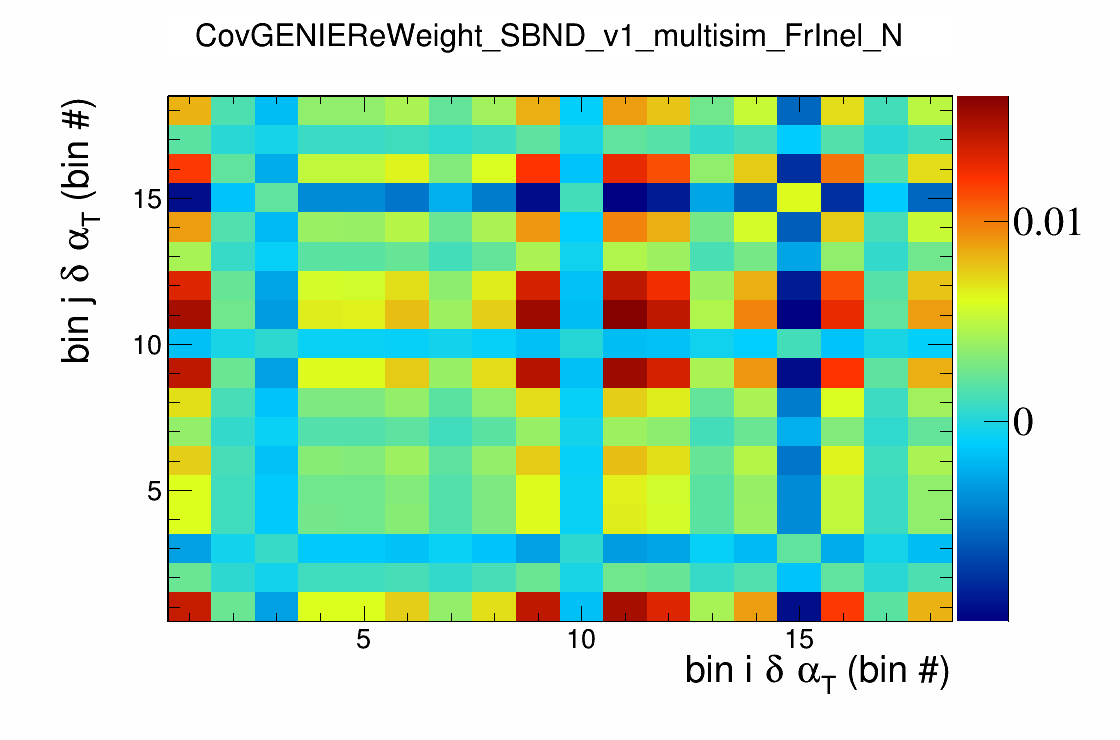 CovGENIEReWeight_SBND_v1_multisim_FrInel_N
bin j δ α_T (bin #)
15
10
5
0.01
0
5 10 15
bin i δ α_T (bin #)